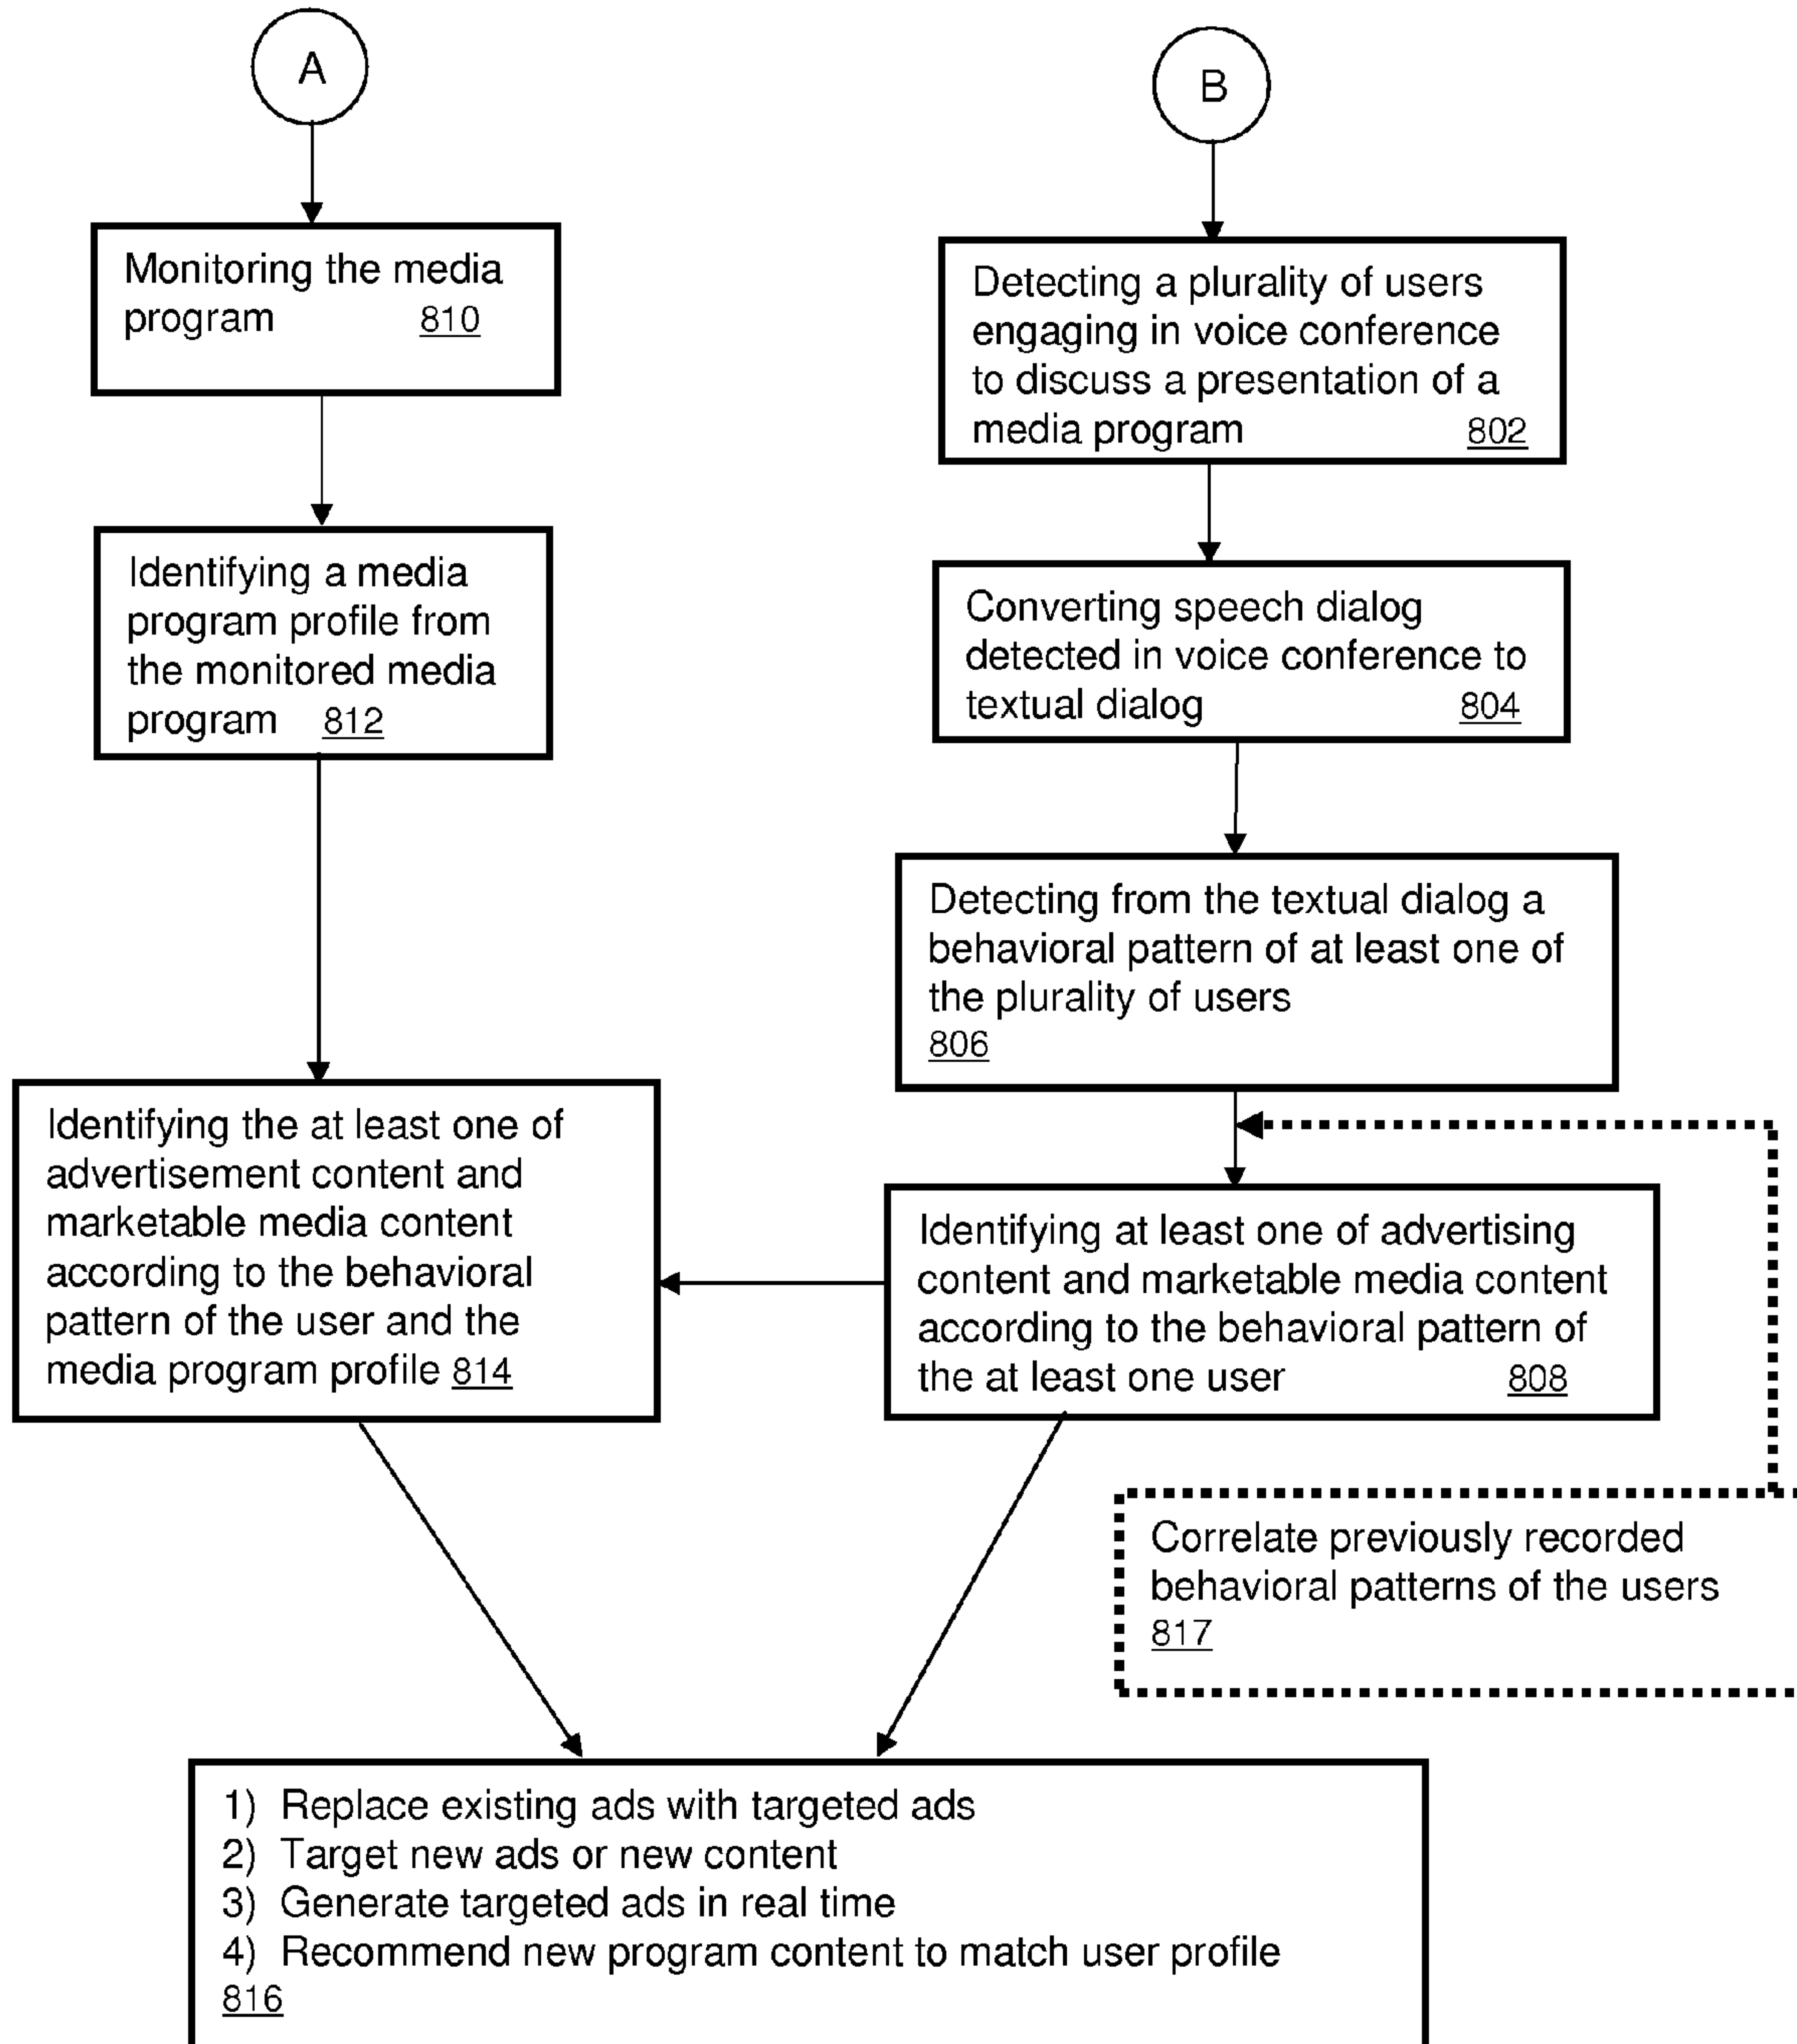 A
Monitoring the media
program 810
Identifying a media
program profile from
the monitored media
program 812
Identifying the at least one of
advertisement content and
marketable media content
according to the behavioral
pattern of the user and the
media program profile 814
B
Detecting a plurality of users
engaging in voice conference
to discuss a presentation of a
media program 802
Converting speech dialog
detected in voice conference to
textual dialog 804
Detecting from the textual dialog a
behavioral pattern of at least one of
the plurality of users
806
Identifying at least one of advertising
content and marketable media content
according to the behavioral pattern of
the at least one user 808
Correlate previously recorded
behavioral patterns of the users
817
1) Replace existing ads with targeted ads
2) Target new ads or new content
3) Generate targeted ads in real time
4) Recommend new program content to match user profile
816